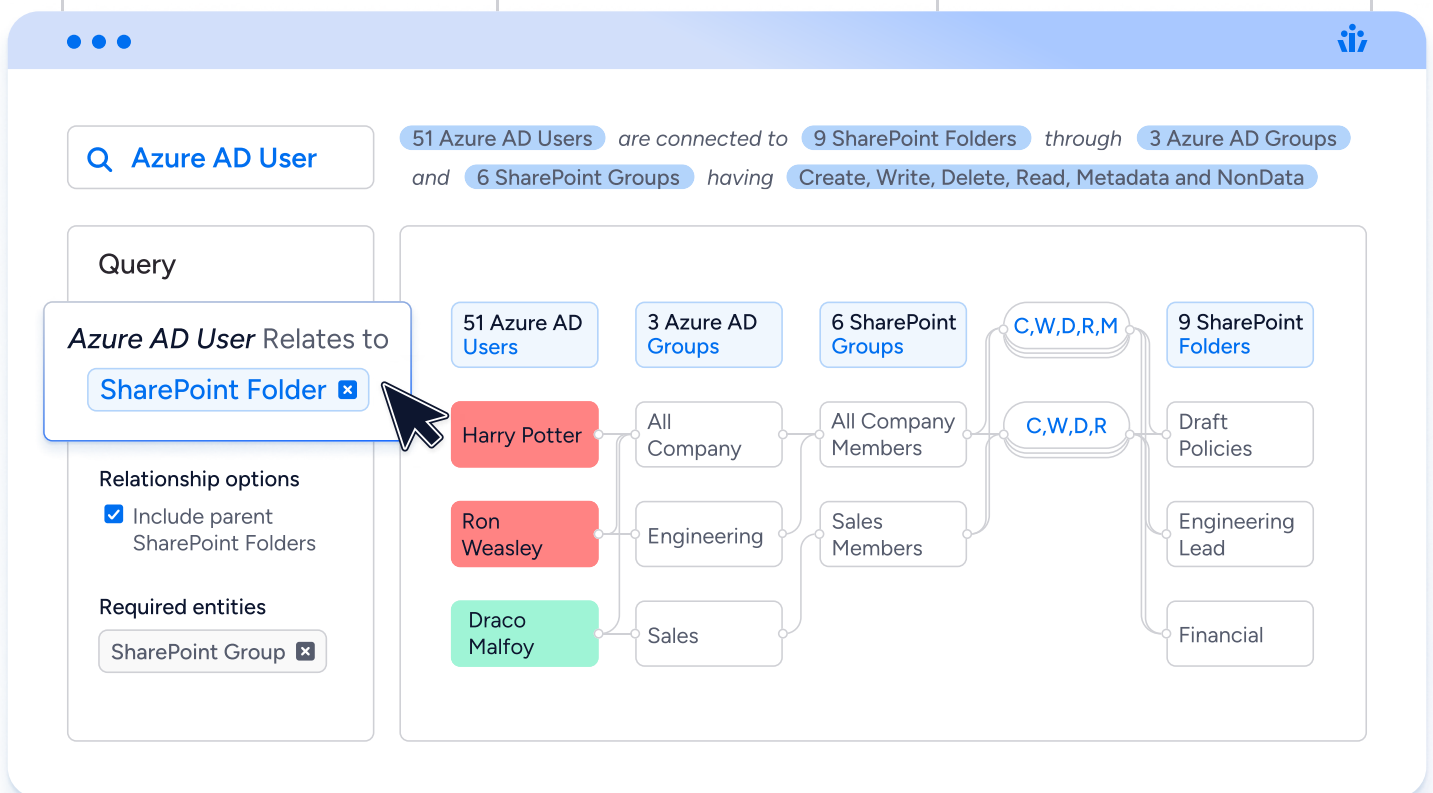 Azure AD User
51 Azure AD Users are connected to 9 SharePoint Folders through 3 Azure AD Groups
and 6 SharePoint Groups having Create, Write, Delete, Read, Metadata and NonData
Query
Azure AD User Relates to
SharePoint Folder
Relationship options
Include parent
SharePoint Folders
Required entities
SharePoint Group
51 Azure AD
Users
3 Azure AD
Groups
6 SharePoint
Groups
C,W,D,R,M
9 SharePoint
Folders
Harry Potter
All
Company
All Company
Members
C,W,D,R
Draft
Policies
Ron
Weasley
Engineering
Sales
Members
Engineering
Lead
Draco
Malfoy
Sales
Financial